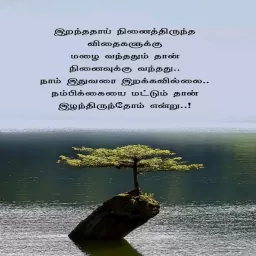 இறந்ததாய் நினைத்திருந்த
விதைகளுக்கு
மழை வந்ததும் தான்
நினைவுக்கு வந்தது..
நாம் இதுவரை இறக்கவில்லை..
நம்பிக்கையை மட்டும் தான்
இழந்திருந்தோம் என்று..!